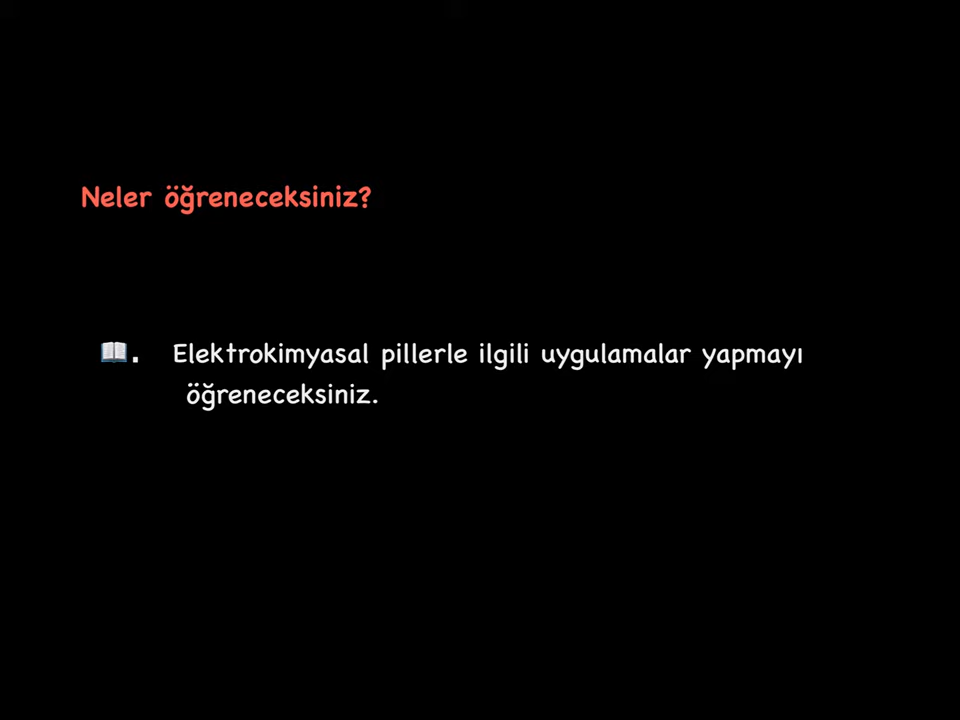 Neler öğreneceksiniz?
📖. Elektrokimyasal pillerle ilgili uygulamalar yapmayı
öğreneceksiniz.